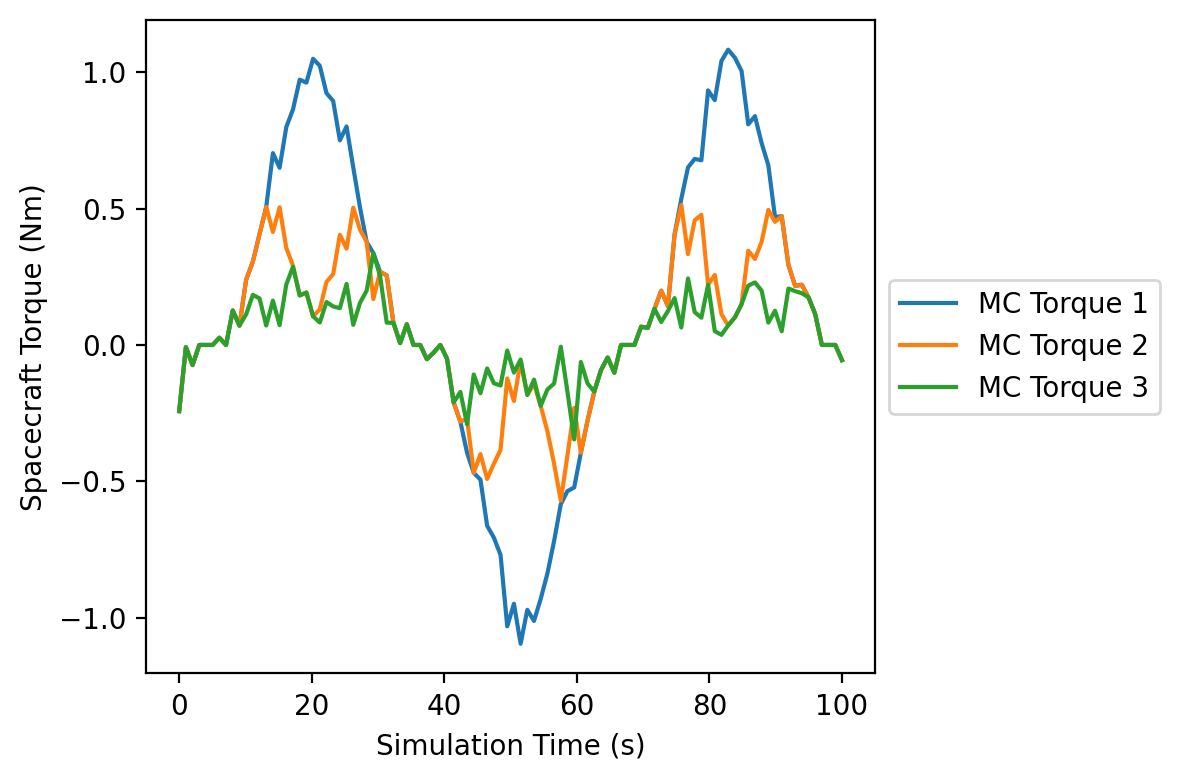 1.0
0.5
0.0
−0.5
−1.0
Spacecraft Torque (Nm)
0 20 40 60 80 100
Simulation Time (s)
MC Torque 1
MC Torque 2
MC Torque 3